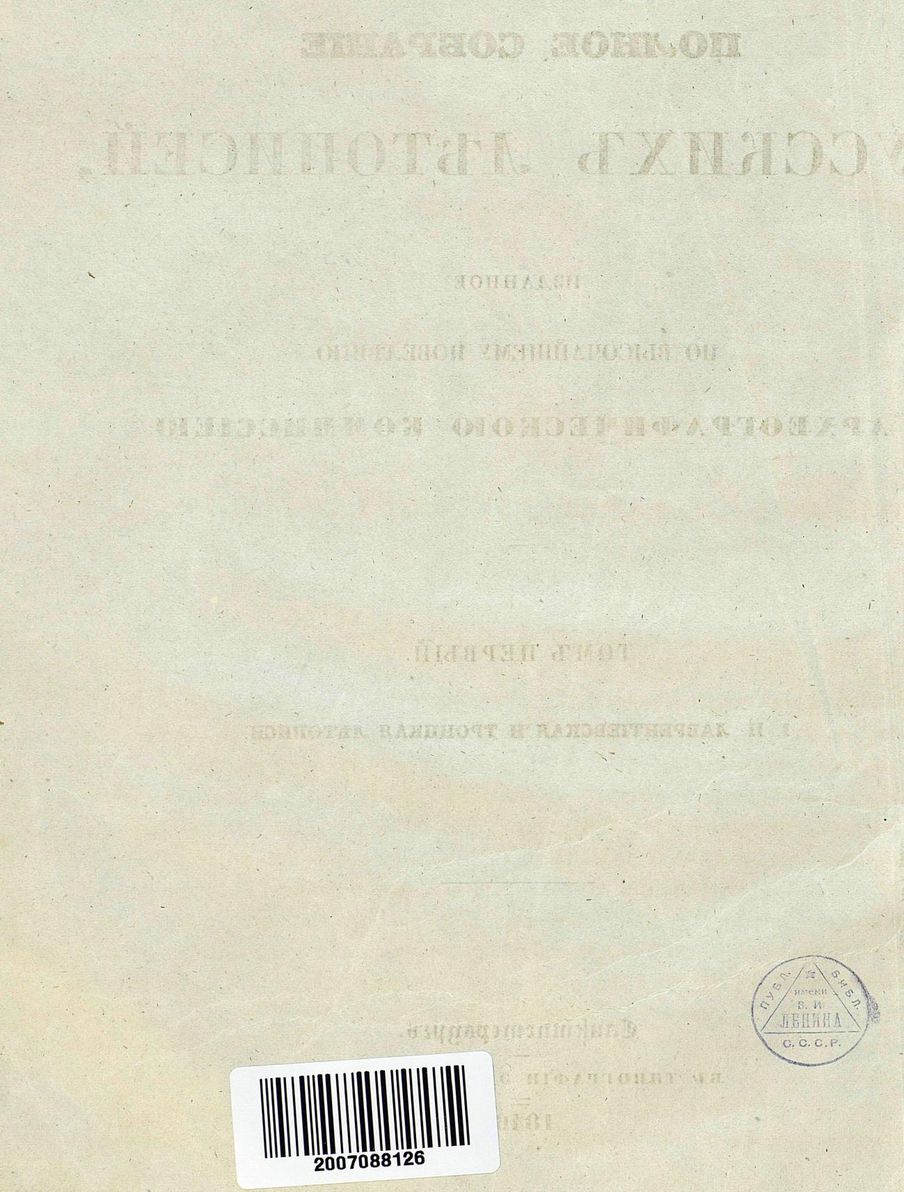 ПОЛНОЕ СОБРАНІЕ
УССКИХЪ ЛѢТОПИСЕЙ,
ИЗДАННОЕ
ПО ВЫСОЧАЙШЕМУ ПОВЕЛѢНІЮ
АРХЕОГРАФИЧЕСКОЮ КОММИССІЕЮ
ТОМЪ ПЕРВЫЙ.
I. II. ЛАВРЕНТІЕВСКАЯ И ТРОИЦКАЯ ЛѢТОПИСИ
ПУБЛ. БИБЛ.
ИМЕНИ
В. И.
ЛЕНИНА
С.С.С.Р.
Санктпетербургъ.
ВЪ ТИПОГРАФІИ Э
184
2007088126